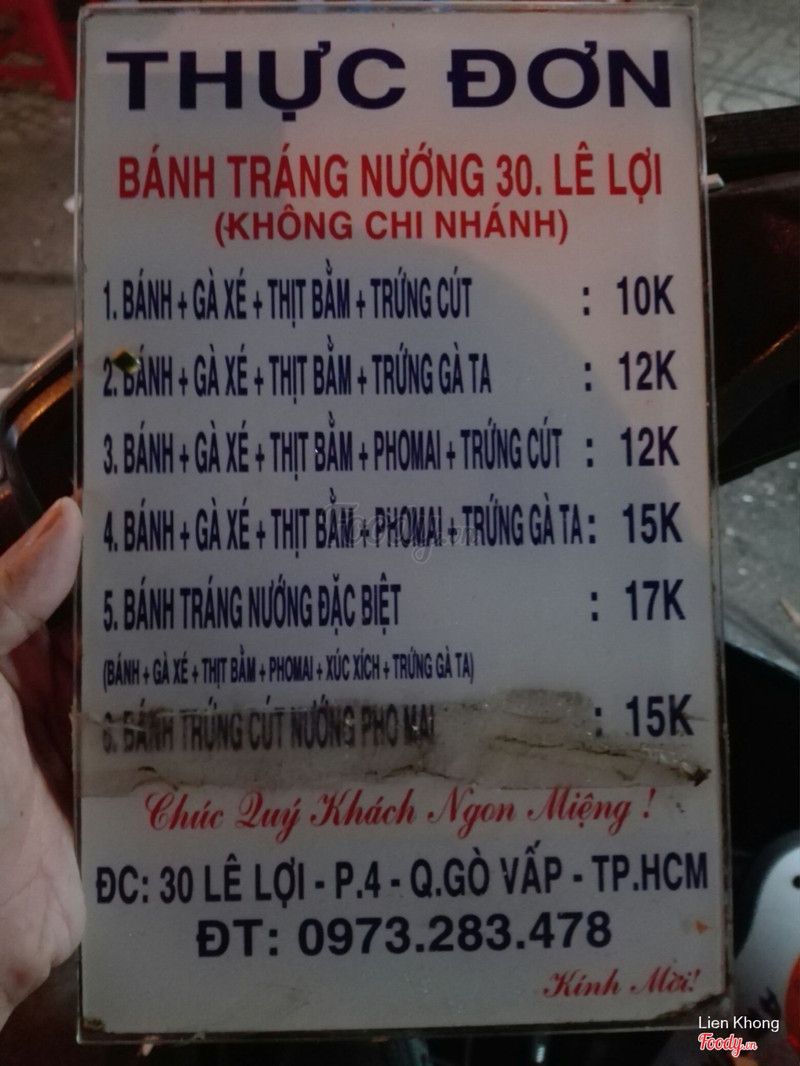 THỰC ĐƠN
BÁNH TRÁNG NƯỚNG 30. LÊ LỢI
(KHÔNG CHI NHÁNH)
1. BÁNH + GÀ XÉ + THỊT BẰM + TRỨNG CÚT : 10K
2. BÁNH + GÀ XÉ + THỊT BẰM + TRỨNG GÀ TA : 12K
3. BÁNH + GÀ XÉ + THỊT BẰM + PHOMAI + TRỨNG CÚT : 12K
4. BÁNH + GÀ XÉ + THỊT BẰM + PHOMAI + TRỨNG GÀ TA : 15K
5. BÁNH TRÁNG NƯỚNG ĐẶC BIỆT : 17K
(BÁNH + GÀ XÉ + THỊT BẰM + PHOMAI + XÚC XÍCH + TRỨNG GÀ TA)
6. BÁNH TRỨNG CÚT NƯỚNG PHO MAI : 15K
Chúc Quý Khách Ngon Miệng !
ĐC: 30 LÊ LỢI - P.4 - Q.GÒ VẤP - TP.HCM
ĐT: 0973.283.478
Kính Mời!
Lien Khong
Foody.vn